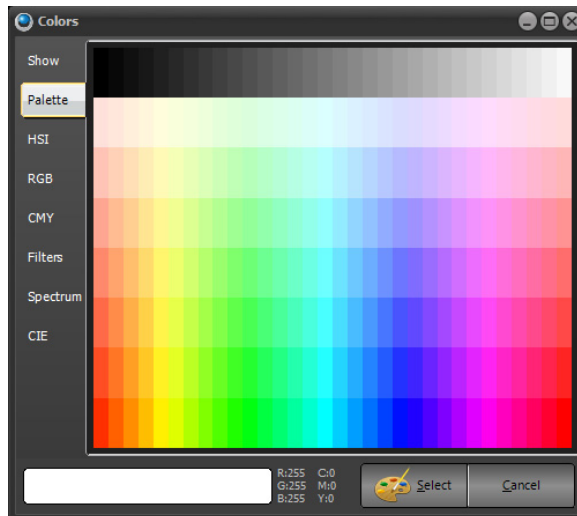 Colors
Show
Palette
HSI
RGB
CMY
Filters
Spectrum
CIE
R:255 C:0
G:255 M:0
B:255 Y:0
Select
Cancel